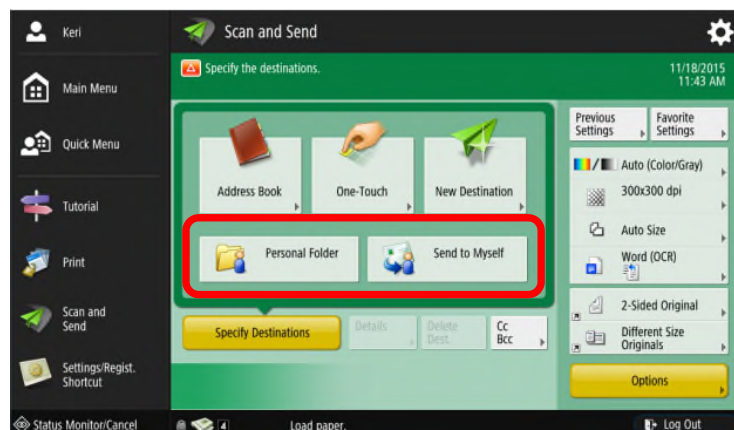 Keri
Main Menu
Quick Menu
Tutorial
Print
Scan and
Send
Settings/Regist.
Shortcut
Status Monitor/Cancel
Scan and Send
Specify the destinations.
11/18/2015
11:43 AM
Address Book
One-Touch
New Destination
Personal Folder
Send to Myself
Specify Destinations
Details
Delete
Dest.
Cc
Bcc
Previous
Settings
Favorite
Settings
Auto (Color/Gray)
300x300 dpi
Auto Size
Word (OCR)
2-Sided Original
Different Size
Originals
Options
4
Load paper.
Log Out